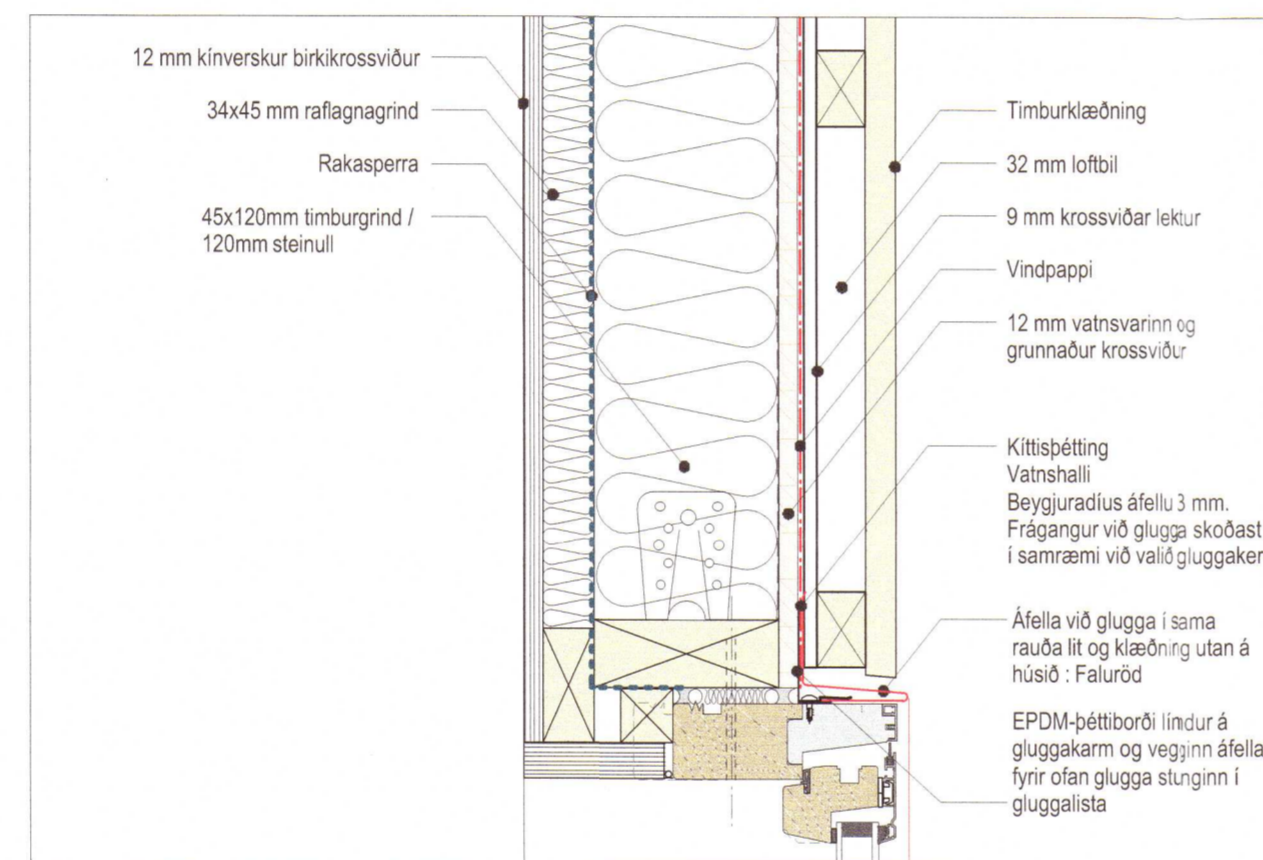 12 mm kínverskur birkikrossviður
34x45 mm raflagnagrind
Rakasperra
45x120mm timburgrind /
120mm steinull
Timburklæðning
32 mm loftbil
9 mm krossviðar lektur
Vindpappi
12 mm vatnsvarinn og
grunnaður krossviður
Kíttisþétting
Vatnshalli
Beygjuradíus áfellu 3 mm.
Frágangur við glugga skoðast
í samræmi við valið gluggaker
Áfella við glugga í sama
rauða lit og klæðning utan á
húsið : Faluröd
EPDM-þéttiborði límdur á
gluggakarm og vegginn áfella
fyrir ofan glugga stunginn í
gluggalista